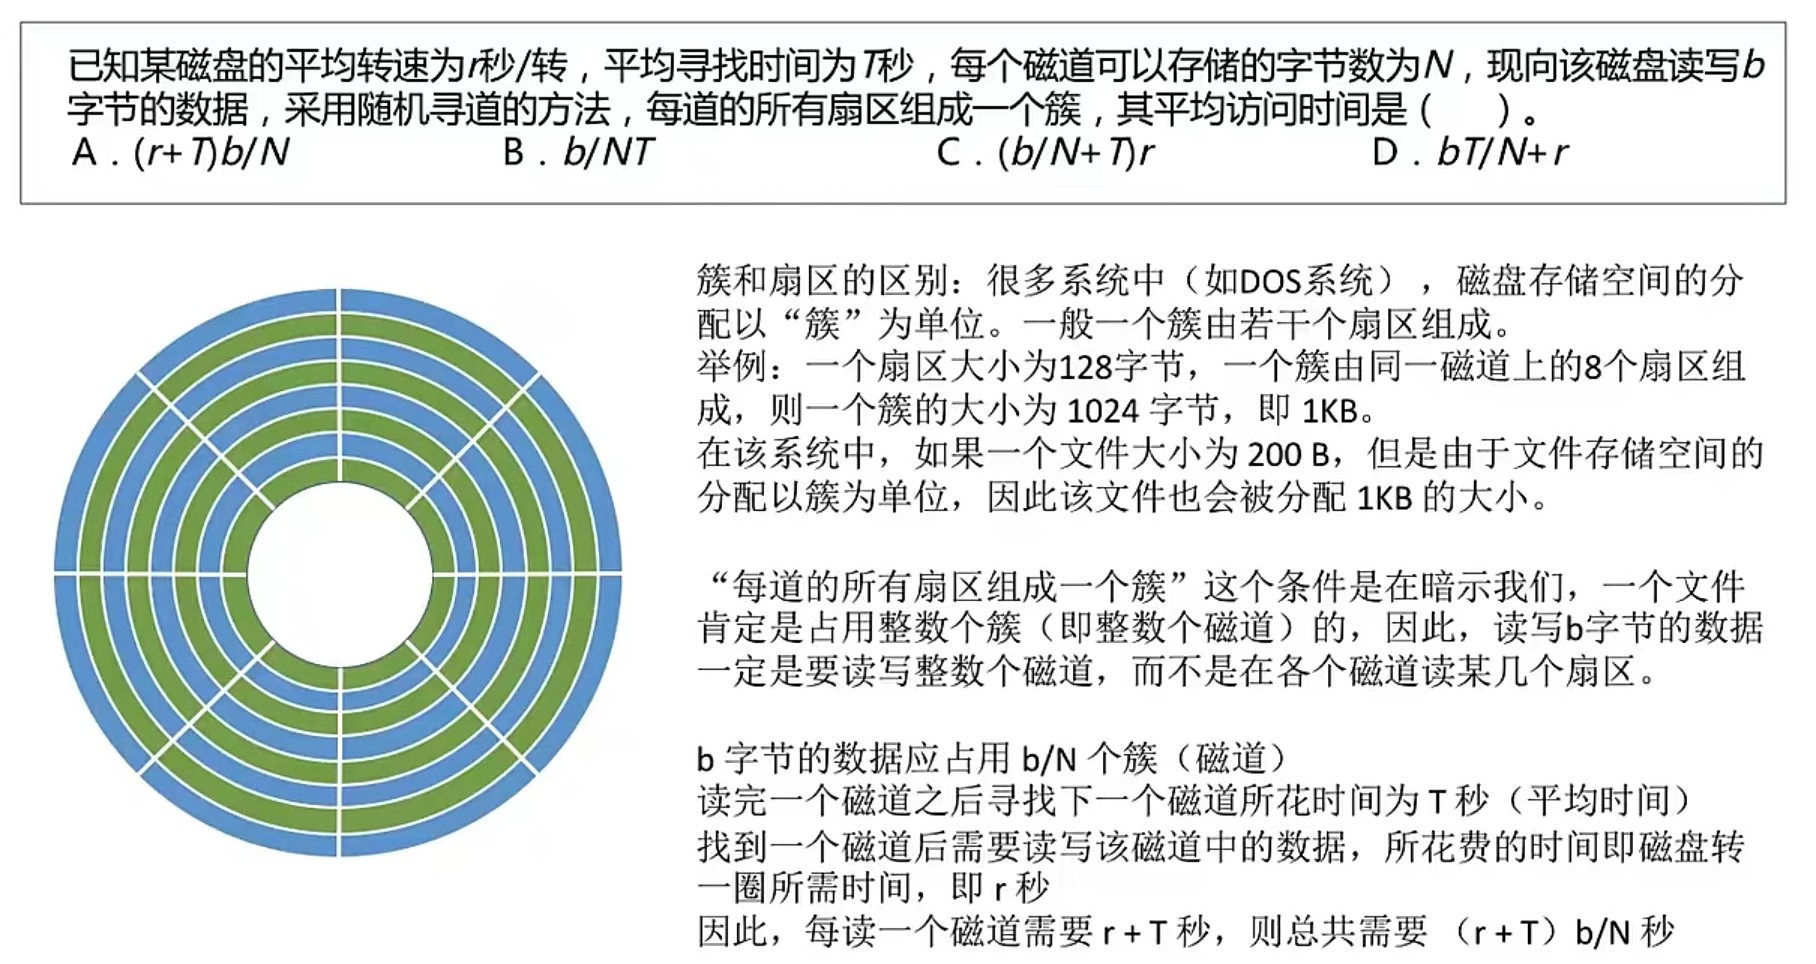 已知某磁盘的平均转速为r秒/转，平均寻找时间为T秒，每个磁道可以存储的字节数为N，现向该磁盘读写b
字节的数据，采用随机寻道的方法，每道的所有扇区组成一个簇，其平均访问时间是（　　）。
A．(r+T)b/N B．b/NT C．(b/N+T)r D．bT/N+r
簇和扇区的区别：很多系统中（如DOS系统），磁盘存储空间的分
配以“簇”为单位。一般一个簇由若干个扇区组成。
举例：一个扇区大小为128字节，一个簇由同一磁道上的8个扇区组
成，则一个簇的大小为 1024 字节，即 1KB。
在该系统中，如果一个文件大小为 200 B，但是由于文件存储空间的
分配以簇为单位，因此该文件也会被分配 1KB 的大小。
“每道的所有扇区组成一个簇”这个条件是在暗示我们，一个文件
肯定是占用整数个簇（即整数个磁道）的，因此，读写b字节的数据
一定是要读写整数个磁道，而不是在各个磁道读某几个扇区。
b 字节的数据应占用 b/N 个簇（磁道）
读完一个磁道之后寻找下一个磁道所花时间为 T 秒（平均时间）
找到一个磁道后需要读写该磁道中的数据，所花费的时间即磁盘转
一圈所需时间，即 r 秒
因此，每读一个磁道需要 r + T 秒，则总共需要 （r + T）b/N 秒